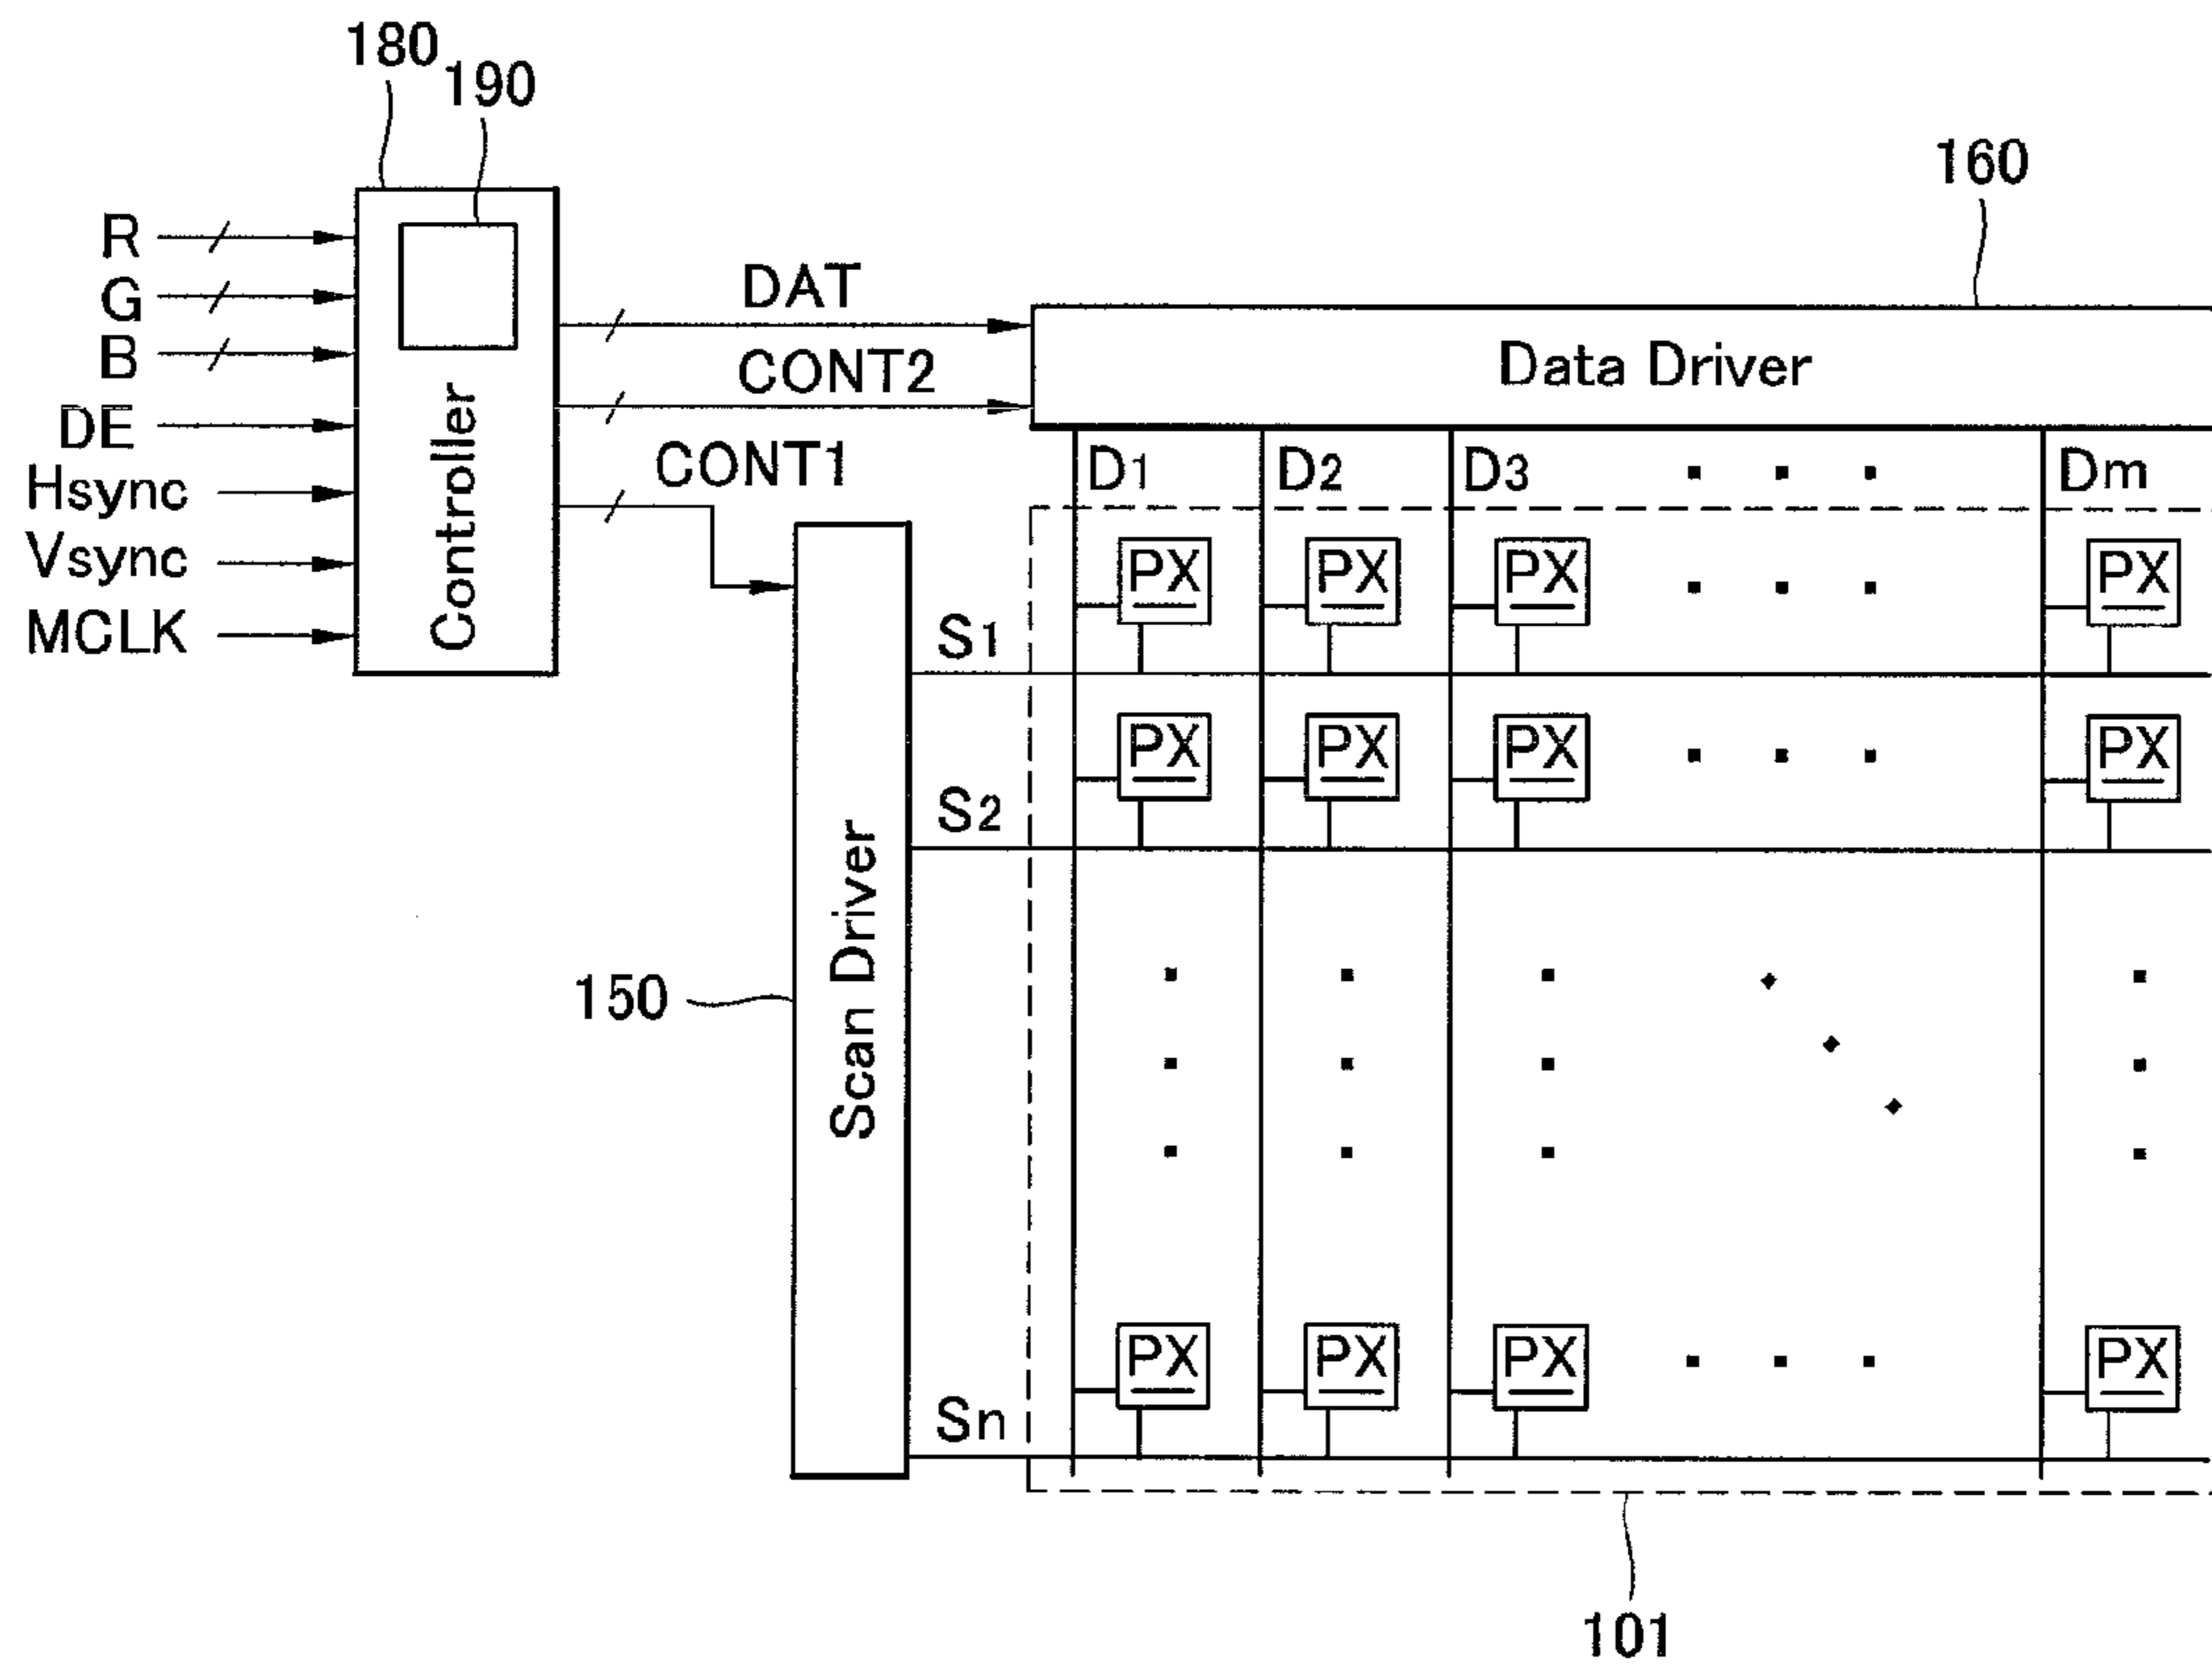 180
190
160
R
G
B
DE
Hsync
Vsync
MCLK
Controller
DAT
CONT2
CONT1
Data Driver
D1 D2 D3 Dm
PX PX PX PX
S1
PX PX PX PX
S2
Scan Driver
150
PX PX PX PX
Sn
101